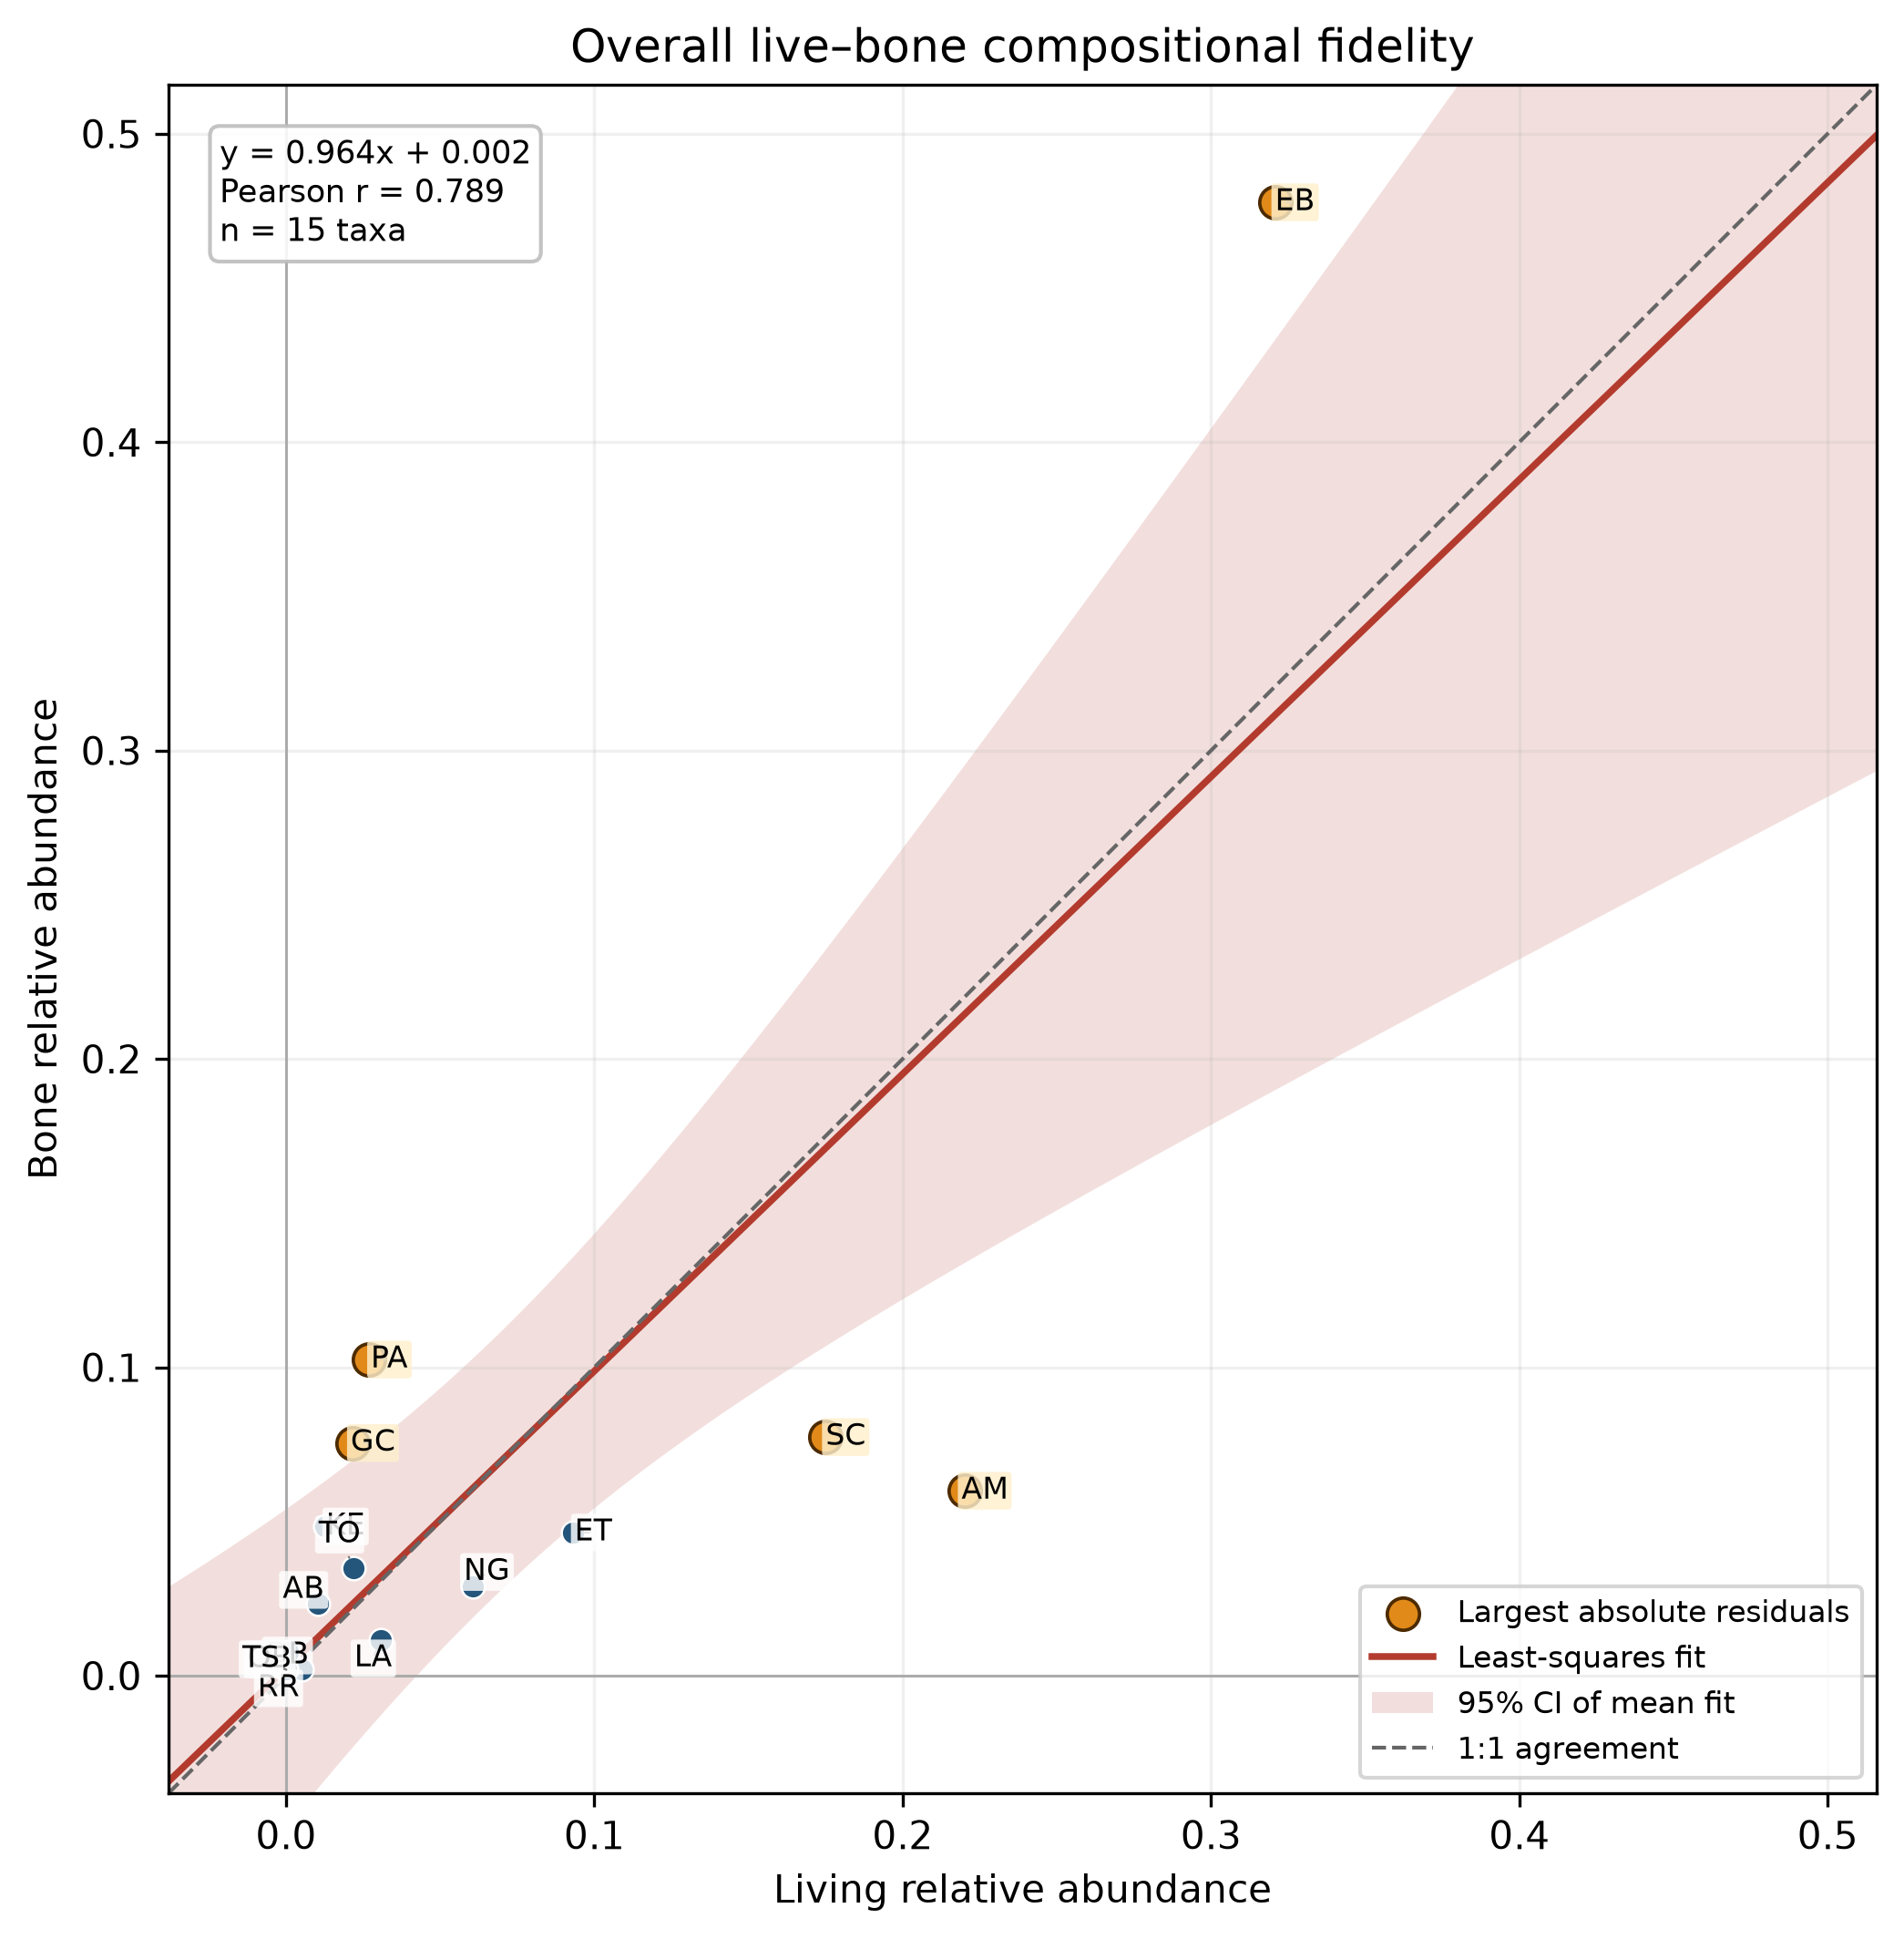 Overall live–bone compositional fidelity
y = 0.964x + 0.002
Pearson r = 0.789
n = 15 taxa
Bone relative abundance
0.5
0.4
0.3
0.2
0.1
0.0
EB
PA
GC
SC
AM
TO
ET
NG
AB
LA
TS
RR
Largest absolute residuals
Least-squares fit
95% CI of mean fit
1:1 agreement
0.0
0.1
0.2
0.3
0.4
0.5
Living relative abundance